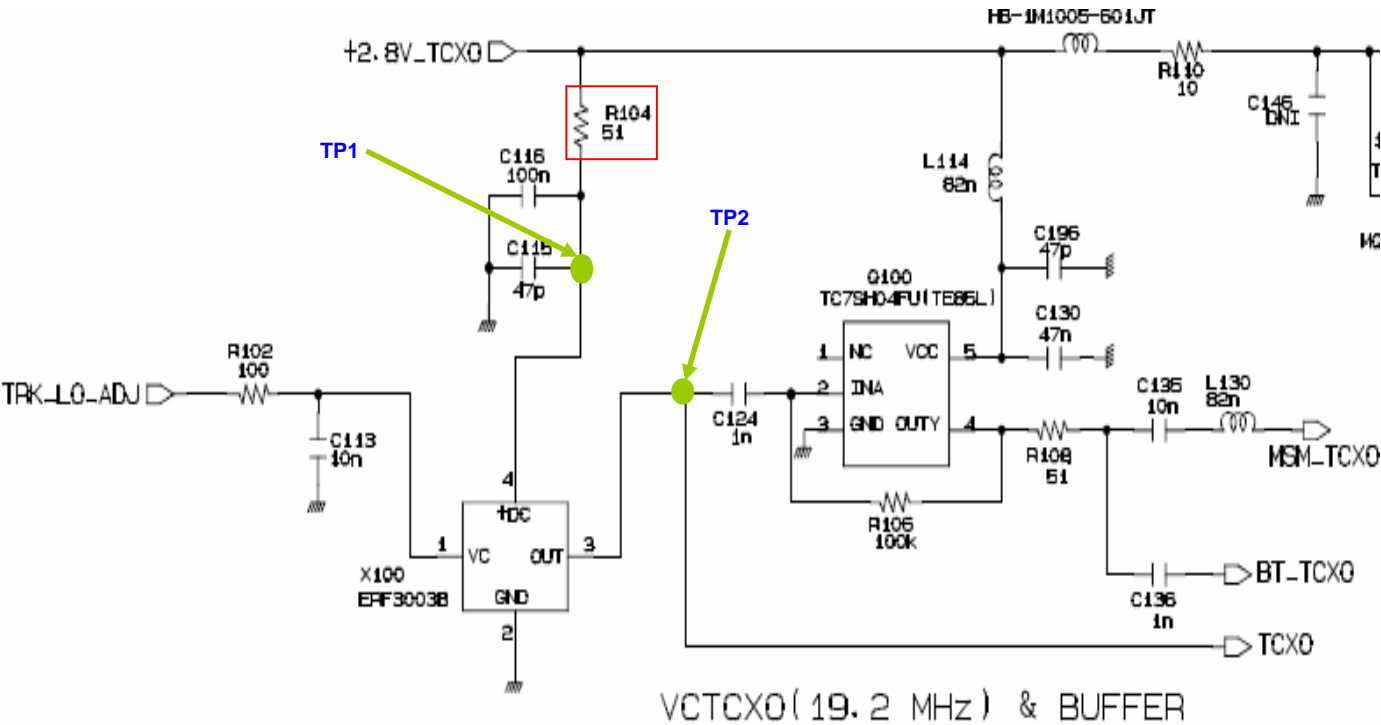 HB-1M1005-601JT
+2.8V_TCXO
R104
51
R110
10
C146
DNI
TP1
C116
100n
L114
82n
TP2
C196
47p
C115
47p
Q100
TC7SH04FU(TE85L)
C130
47n
R102
100
1 NC VCC 5
2 INA
3 GND OUTY 4
TRK_LO_ADJ
C124
1n
C135
10n
L130
82n
C113
10n
R108
51
MSM_TCXO
4
+DC
R106
100k
1 VC OUT 3
X100
GND
2
BT_TCXO
C136
1n
TCXO
VCTCXO(19.2 MHz) & BUFFER